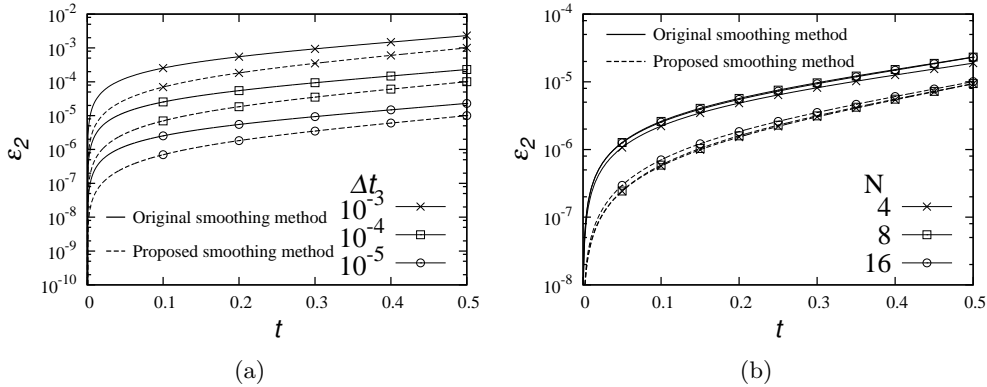 10⁻²
10⁻³
10⁻⁴
10⁻⁵
10⁻⁶
10⁻⁷
10⁻⁸
10⁻⁹
10⁻¹⁰
ε₂
0 0.1 0.2 0.3 0.4 0.5
t
Original smoothing method
Proposed smoothing method
Δt
10⁻³
10⁻⁴
10⁻⁵
(a)
10⁻⁴
10⁻⁵
10⁻⁶
10⁻⁷
10⁻⁸
ε₂
0 0.1 0.2 0.3 0.4 0.5
t
Original smoothing method
Proposed smoothing method
N
4
8
16
(b)